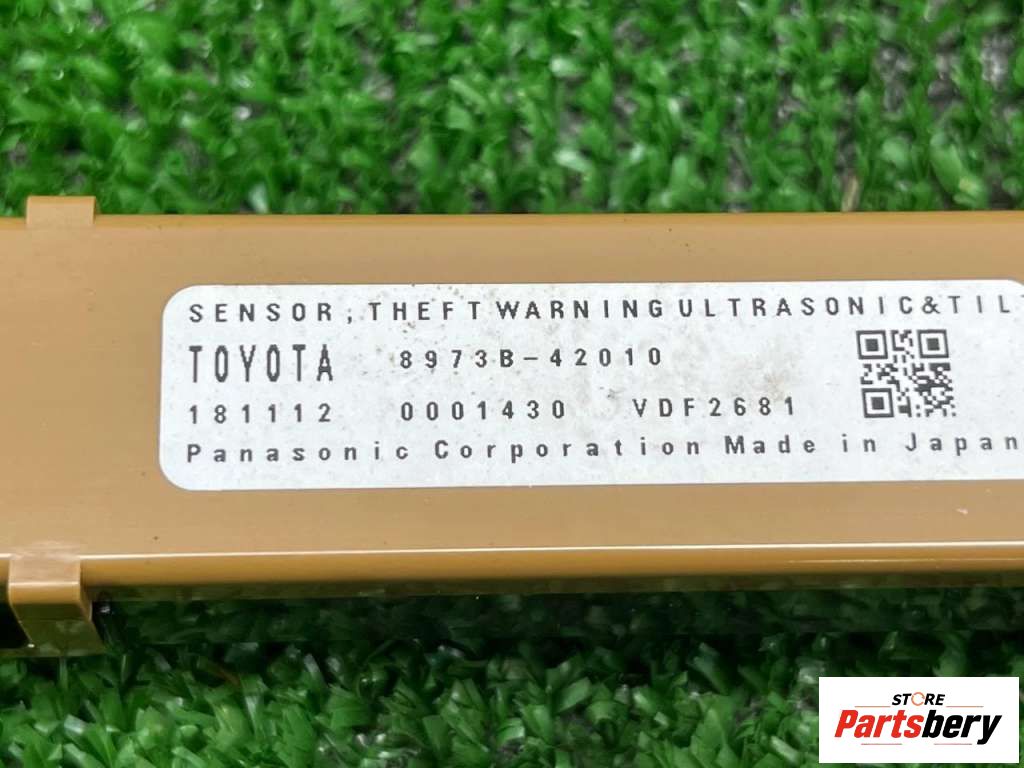 SENSOR; THEFT WARNING ULTRASONIC&TIL
TOYOTA 8973B-42010
181112 0001430 VDF2681
Panasonic Corporation Made in Japan
STORE
Partsbery